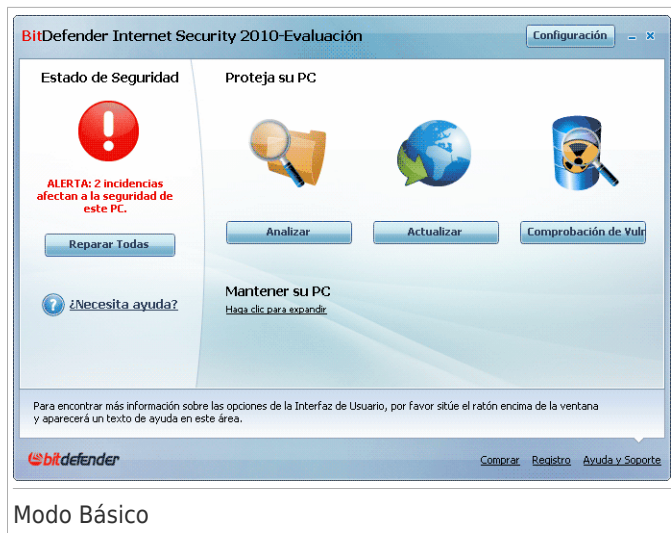 BitDefender Internet Security 2010-Evaluación
Configuración
Estado de Seguridad
ALERTA: 2 incidencias
afectan a la seguridad de
este PC.
Reparar Todas
¿Necesita ayuda?
Proteja su PC
Analizar
Actualizar
Comprobación de Vulr
Mantener su PC
Haga clic para expandir
Para encontrar más información sobre las opciones de la Interfaz de Usuario, por favor sitúe el ratón encima de la ventana
y aparecerá un texto de ayuda en este área.
bitdefender
Comprar Registro Ayuda y Soporte
Modo Básico